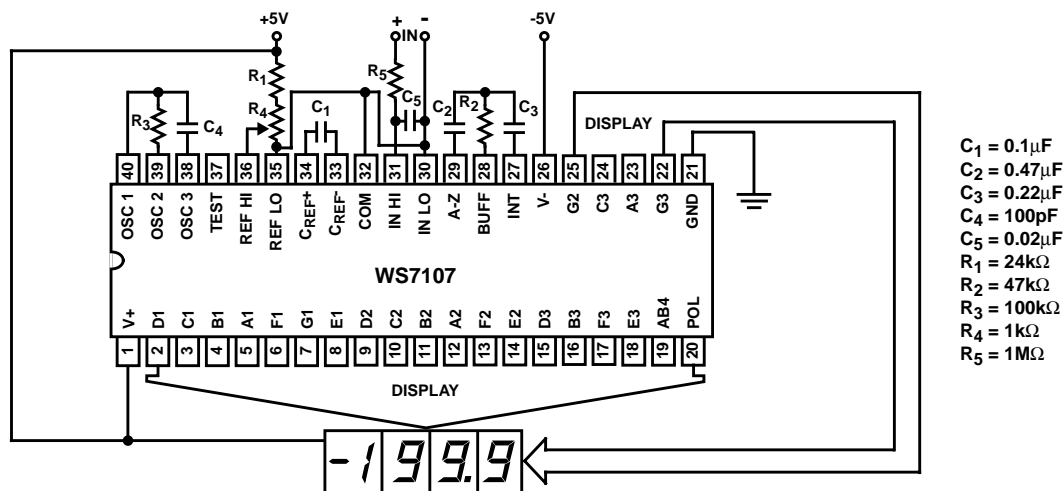 +5V
+
IN
-
-5V
R1
R4
R5
C5
C1
R3
C4
C2
R2
C3
DISPLAY
40 39 38 37 36 35 34 33 32 31 30 29 28 27 26 25 24 23 22 21
OSC 1 OSC 2 OSC 3 TEST REF HI REF LO CREF+ CREF- COM IN HI IN LO A-Z BUFF INT V- G2 C3 A3 G3 GND
WS7107
V+ D1 C1 B1 A1 F1 G1 E1 D2 C2 B2 A2 F2 E2 D3 B3 F3 E3 AB4 POL
1 2 3 4 5 6 7 8 9 10 11 12 13 14 15 16 17 18 19 20
DISPLAY
-199.9
C1 = 0.1μF
C2 = 0.47μF
C3 = 0.22μF
C4 = 100pF
C5 = 0.02μF
R1 = 24kΩ
R2 = 47kΩ
R3 = 100kΩ
R4 = 1kΩ
R5 = 1MΩ